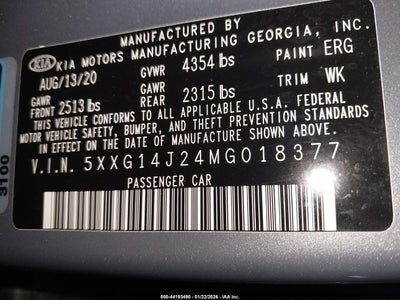 MANUFACTURED BY
KIA KIA MOTORS MANUFACTURING GEORGIA, INC.
AUG/13/20 GVWR 4354 lbs PAINT ERG
GAWR FRONT 2513 lbs GAWR REAR 2315 lbs TRIM WK
THIS VEHICLE CONFORMS TO ALL APPLICABLE U.S.A. FEDERAL
MOTOR VEHICLE SAFETY, BUMPER, AND THEFT PREVENTION STANDARDS
IN EFFECT ON THE DATE OF MANUFACTURE SHOWN ABOVE.
V.I.N. 5XXG14J24MG018377
PASSENGER CAR
3100
000-44193490 - 01/22/2026 - IAA Inc.